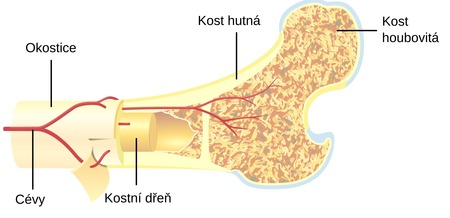 Kost hutná
Kost
houbovitá
Okostice
Cévy
Kostní dřeň